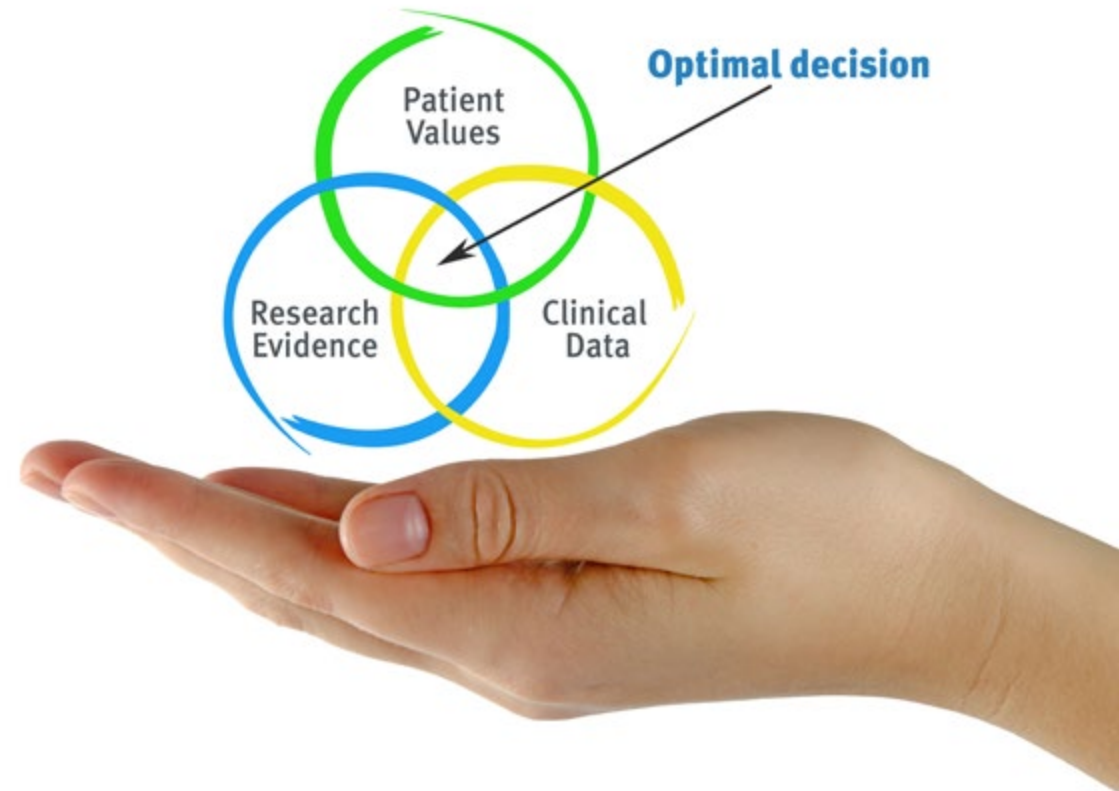 Optimal decision
Patient
Values
Research
Evidence
Clinical
Data